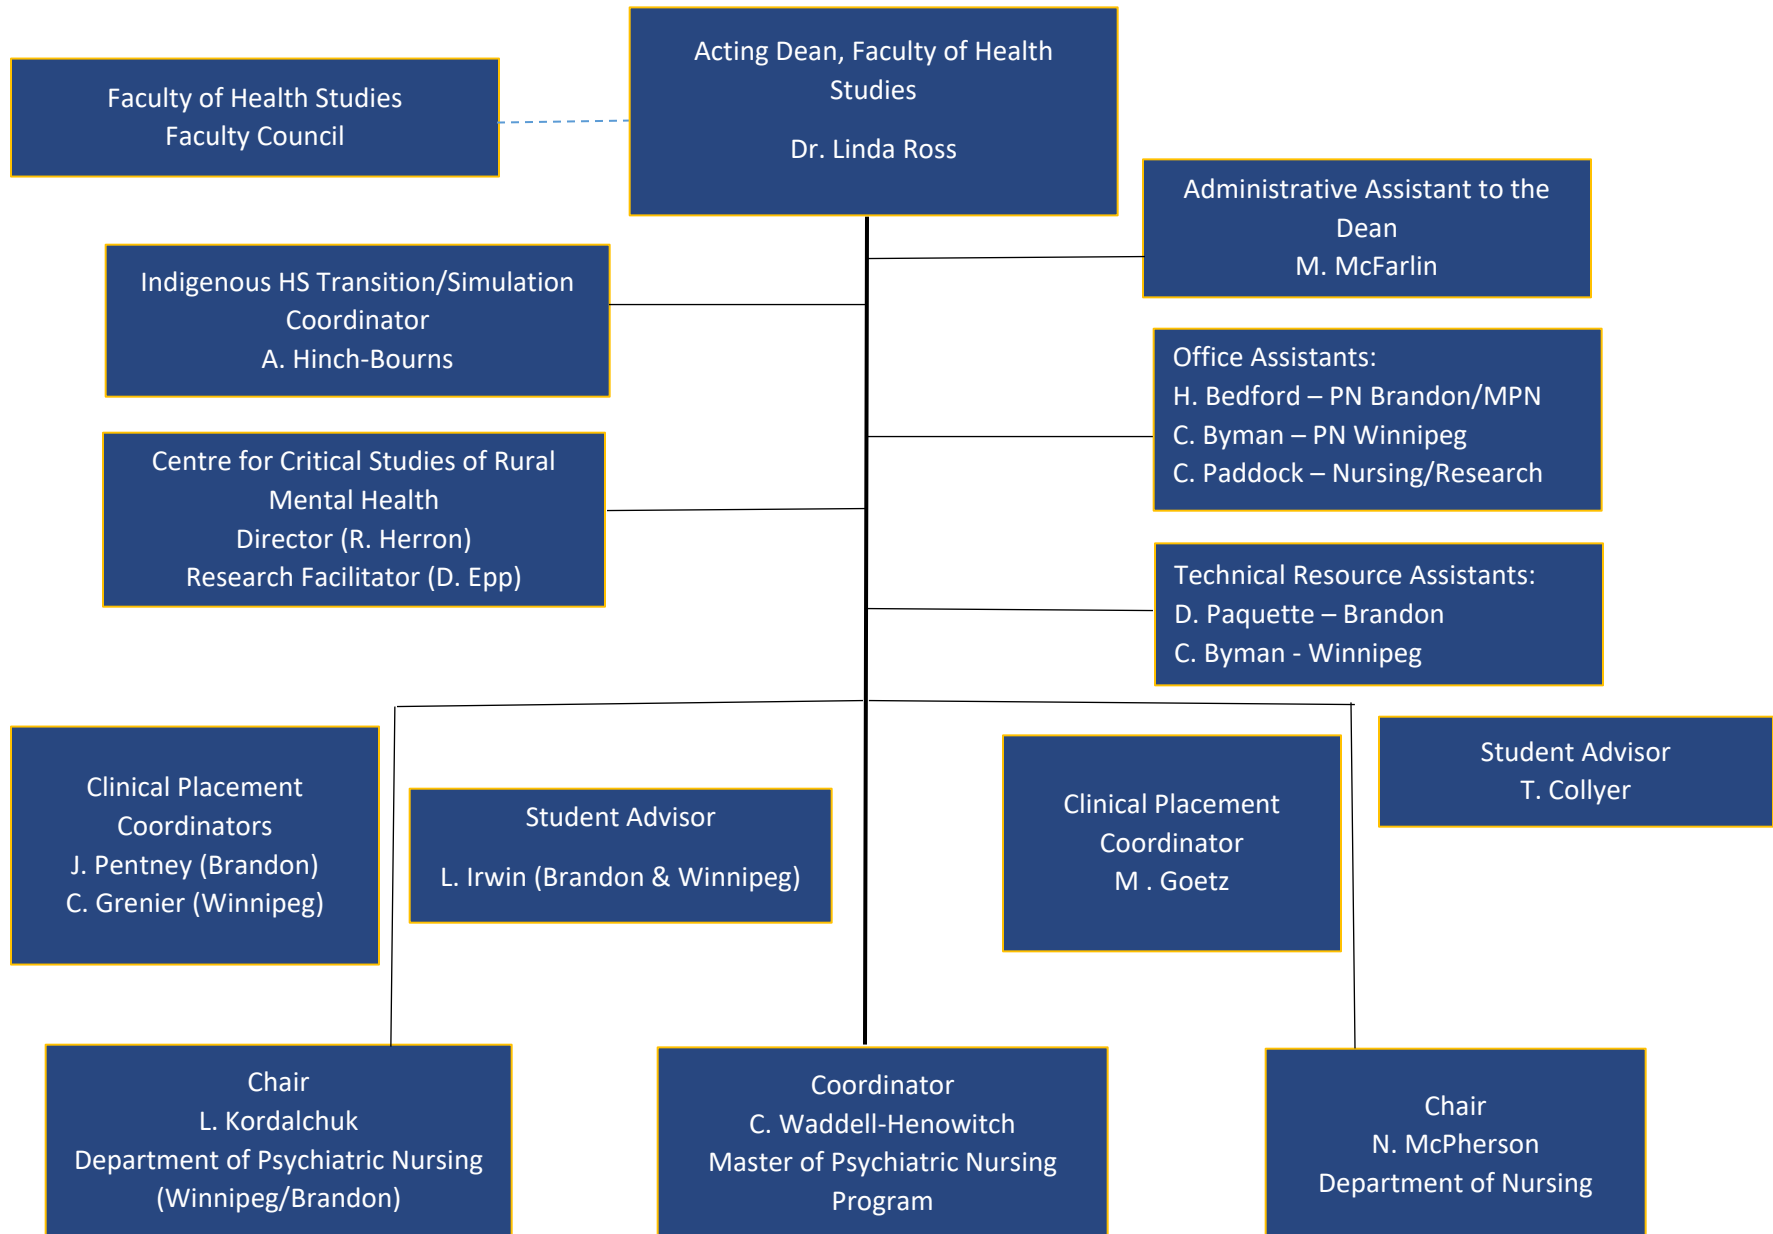 Acting Dean, Faculty of Health
Studies
Dr. Linda Ross
Faculty of Health Studies
Faculty Council
Administrative Assistant to the
Dean
M. McFarlin
Indigenous HS Transition/Simulation
Coordinator
A. Hinch-Bourns
Office Assistants:
H. Bedford – PN Brandon/MPN
C. Byman – PN Winnipeg
C. Paddock – Nursing/Research
Centre for Critical Studies of Rural
Mental Health
Director (R. Herron)
Research Facilitator (D. Epp)
Technical Resource Assistants:
D. Paquette – Brandon
C. Byman - Winnipeg
Clinical Placement
Coordinators
J. Pentney (Brandon)
C. Grenier (Winnipeg)
Student Advisor
L. Irwin (Brandon & Winnipeg)
Clinical Placement
Coordinator
M . Goetz
Student Advisor
T. Collyer
Chair
L. Kordalchuk
Department of Psychiatric Nursing
(Winnipeg/Brandon)
Coordinator
C. Waddell-Henowitch
Master of Psychiatric Nursing
Program
Chair
N. McPherson
Department of Nursing